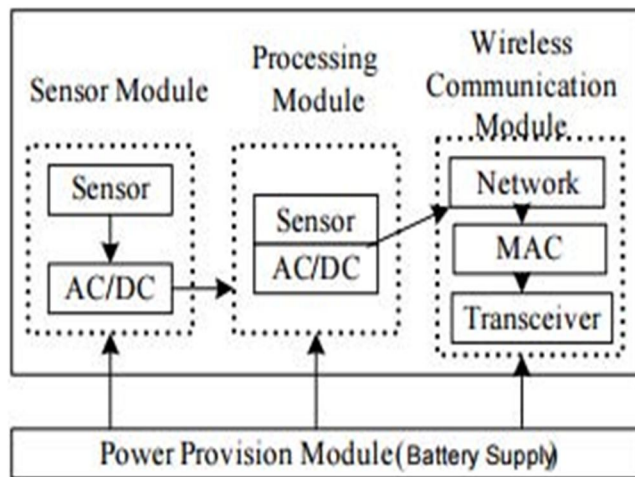 Sensor Module
Sensor
AC/DC
Processing
Module
Sensor
AC/DC
Wireless
Communication
Module
Network
MAC
Transceiver
Power Provision Module(Battery Supply)